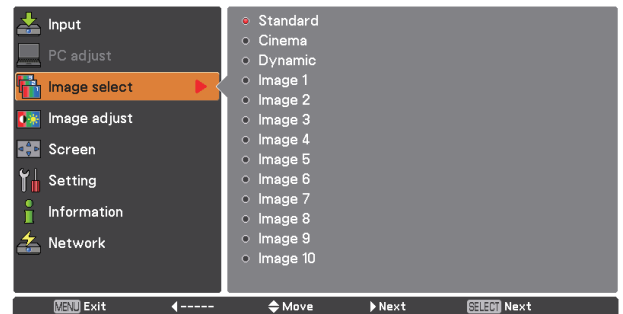 Input
PC adjust
Image select
Image adjust
Screen
Setting
Information
Network
Standard
Cinema
Dynamic
Image 1
Image 2
Image 3
Image 4
Image 5
Image 6
Image 7
Image 8
Image 9
Image 10
MENU Exit ◀----- Move Next SELECT Next